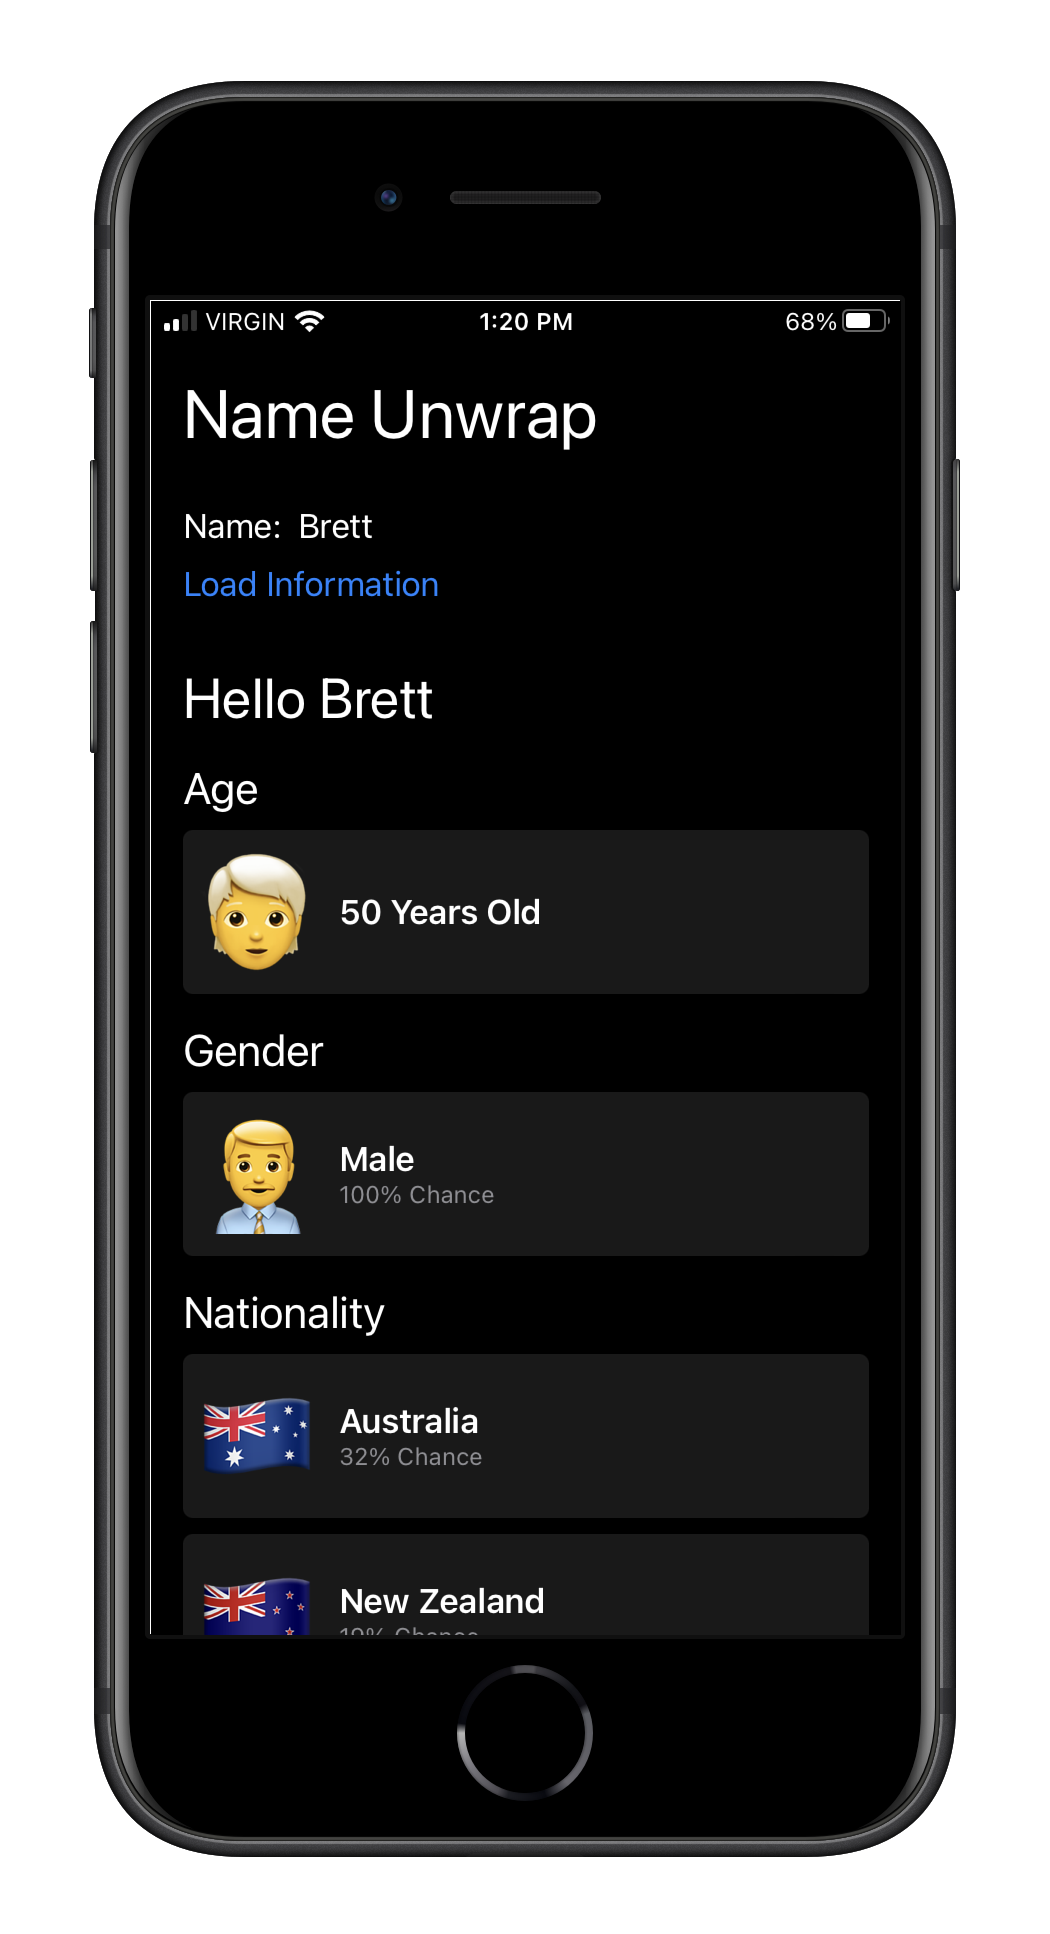 VIRGIN 1:20 PM 68%
Name Unwrap
Name: Brett
Load Information
Hello Brett
Age
50 Years Old
Gender
Male
100% Chance
Nationality
Australia
32% Chance
New Zealand